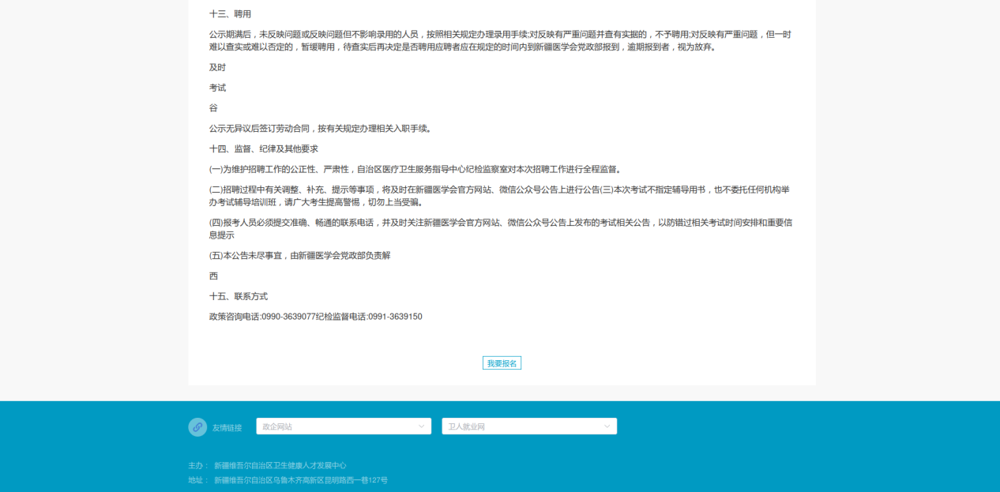 十三、聘用
公示期满后，未反映问题或反映问题但不影响录用的人员，按照相关规定办理录用手续;对反映有严重问题并查有实据的，不予聘用;对反映有严重问题，但一时
难以查实或难以否定的，暂缓聘用，待查实后再决定是否聘用应聘者应在规定的时间内到新疆医学会党政部报到，逾期报到者，视为放弃。
及时
考试
谷
公示无异议后签订劳动合同，按有关规定办理相关入职手续。
十四、监督、纪律及其他要求
(一)为维护招聘工作的公正性、严肃性，自治区医疗卫生服务指导中心纪检监察室对本次招聘工作进行全程监督。
(二)招聘过程中有关调整、补充、提示等事项，将及时在新疆医学会官方网站、微信公众号公告上进行公告(三)本次考试不指定辅导用书，也不委托任何机构举
办考试辅导培训班，请广大考生提高警惕，切勿上当受骗。
(四)报考人员必须提交准确、畅通的联系电话，并及时关注新疆医学会官方网站、微信公众号公告上发布的考试相关公告，以防错过相关考试时间安排和重要信
息提示
(五)本公告未尽事宜，由新疆医学会党政部负责解
西
十五、联系方式
政策咨询电话:0990-3639077纪检监督电话:0991-3639150
我要报名
友情链接 政企网站 卫人就业网
主办： 新疆维吾尔自治区卫生健康人才发展中心
地址： 新疆维吾尔自治区乌鲁木齐高新区昆明路西一巷127号